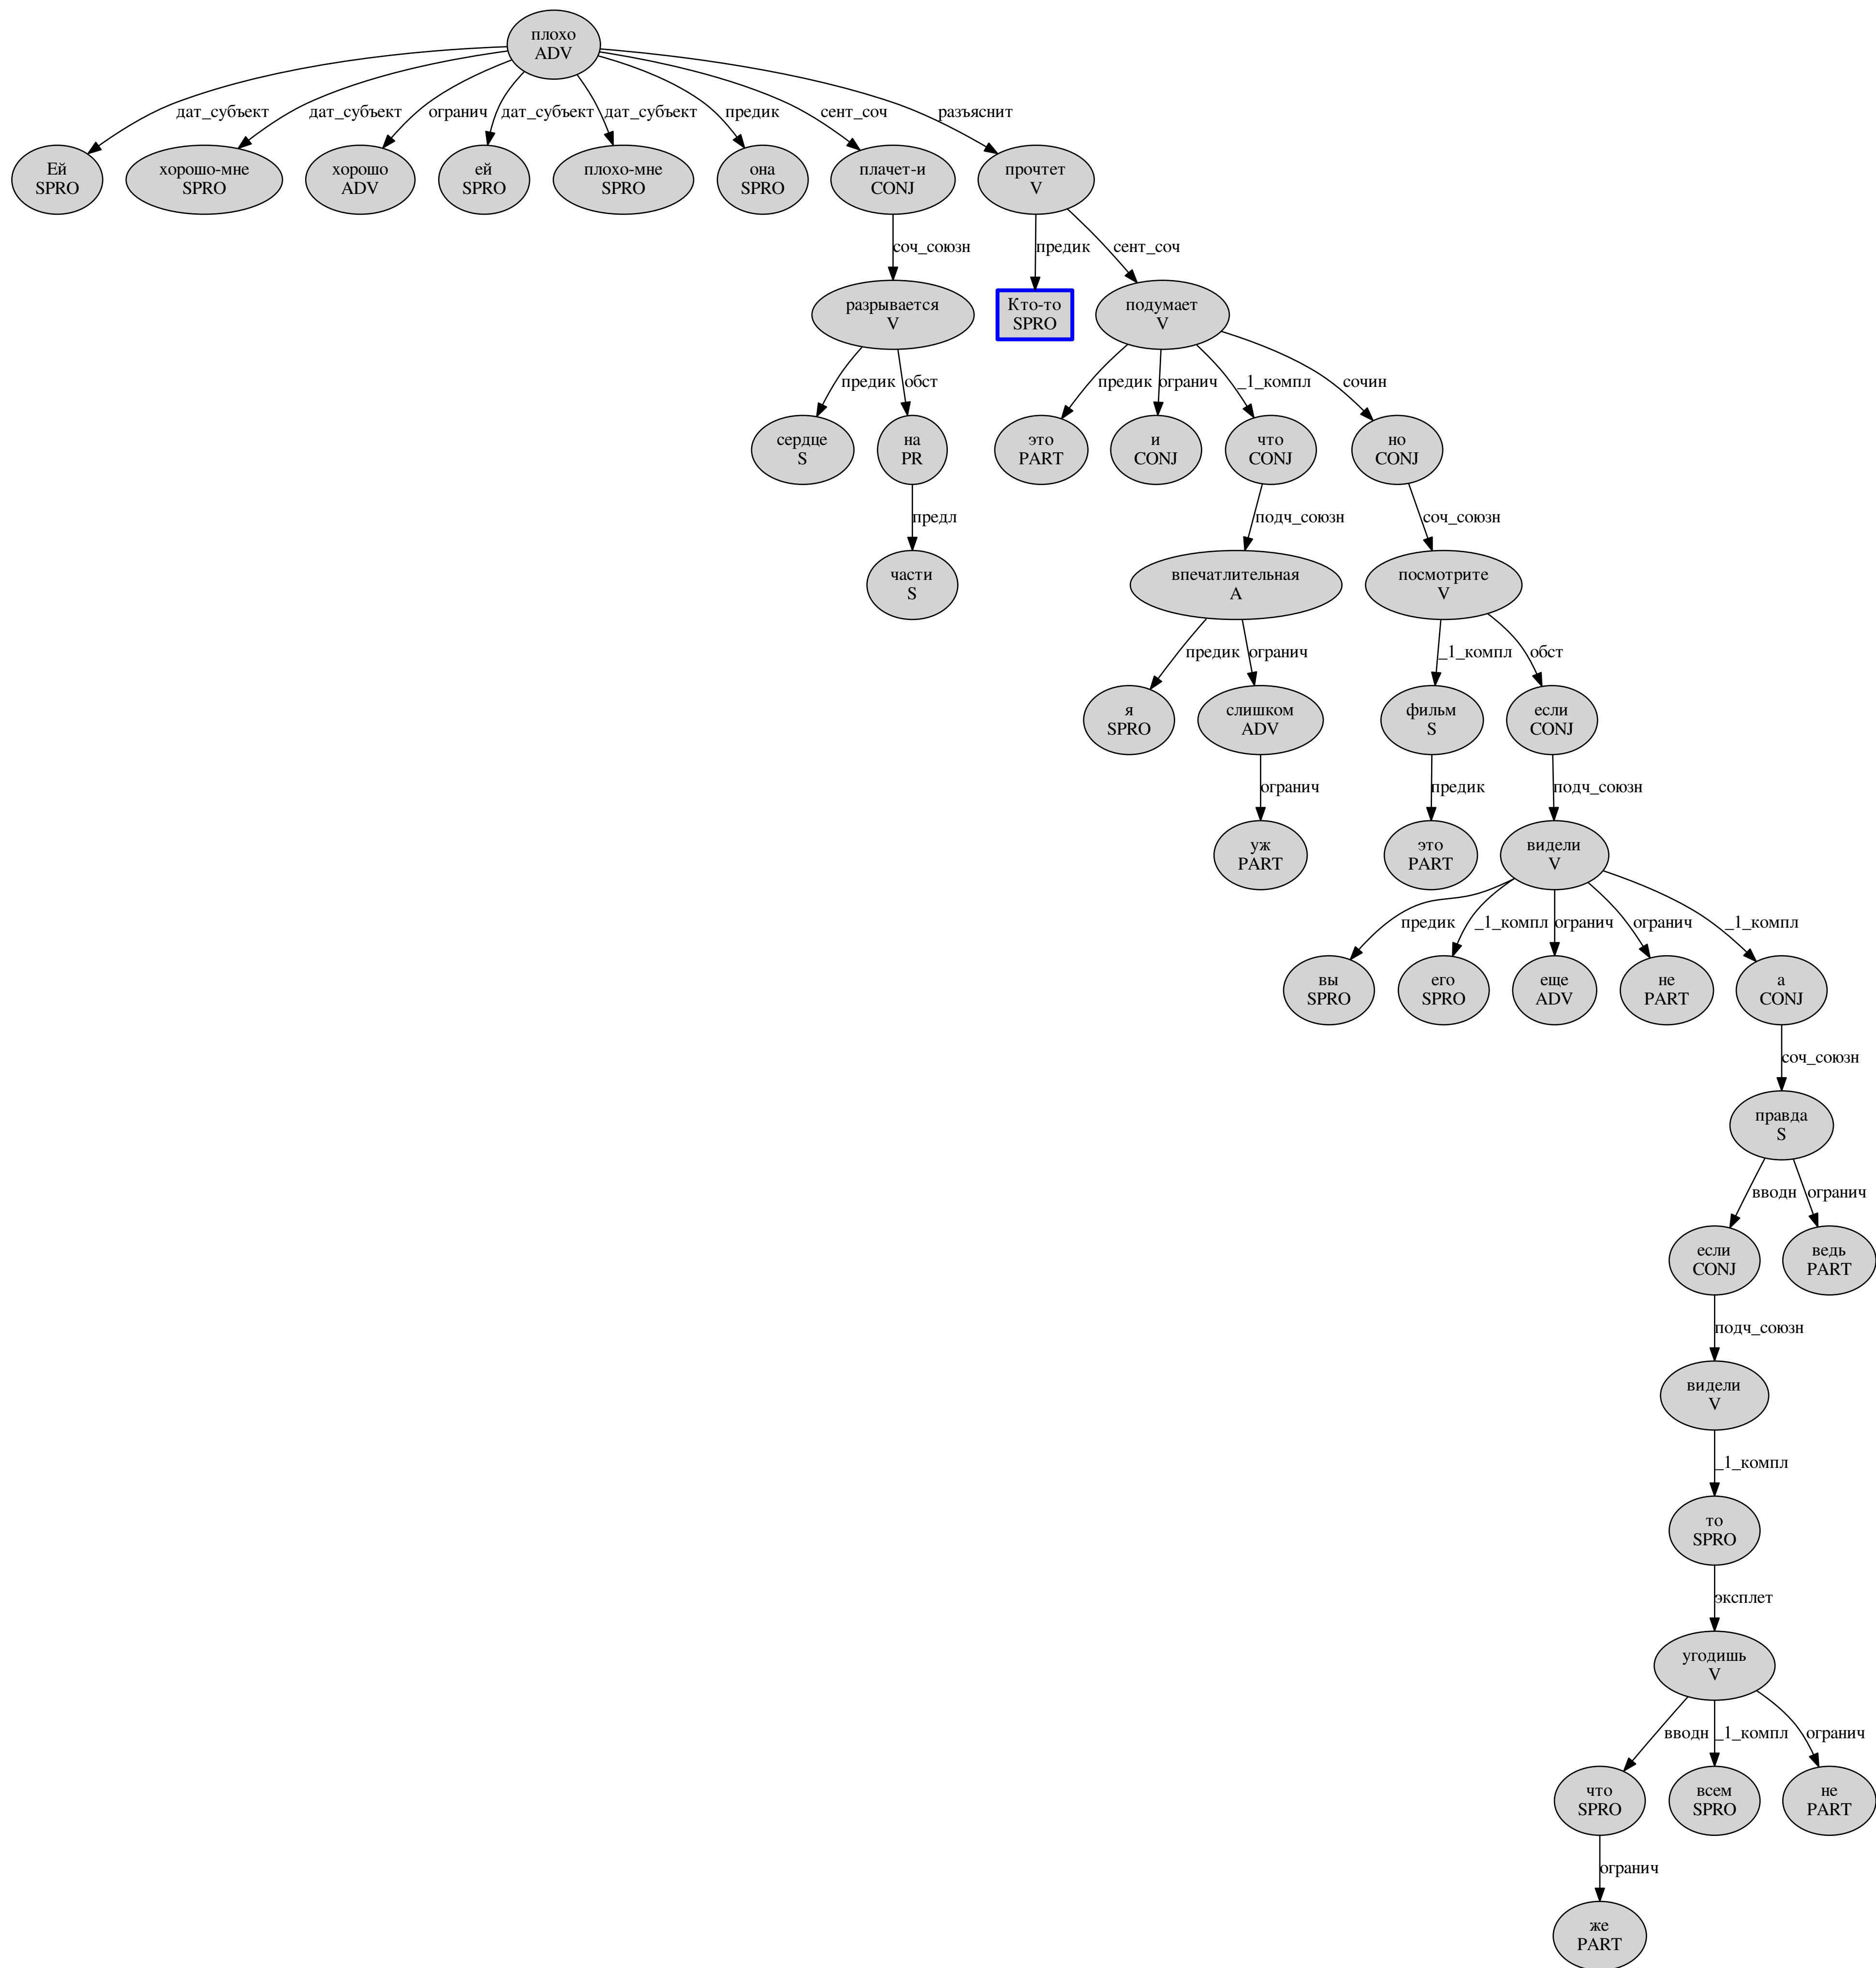 плохо
ADV
дат_субъект
дат_субъект
огранич
дат_субъект
дат_субъект
предик
сент_соч
разъяснит
Ей
SPRO
хорошо-мне
SPRO
хорошо
ADV
ей
SPRO
плохо-мне
SPRO
она
SPRO
плачет-и
CONJ
прочтет
V
соч_союзн
предик
сент_соч
разрывается
V
Кто-то
SPRO
подумает
V
предик
обст
предик
огранич
_1_компл
сочин
сердце
S
на
PR
это
PART
и
CONJ
что
CONJ
но
CONJ
предл
подч_союзн
соч_союзн
части
S
впечатлительная
A
посмотрите
V
предик
огранич
_1_компл
обст
я
SPRO
слишком
ADV
фильм
S
если
CONJ
огранич
предик
подч_союзн
уж
PART
это
PART
видели
V
предик
_1_компл
огранич
огранич
_1_компл
вы
SPRO
его
SPRO
еще
ADV
не
PART
а
CONJ
соч_союзн
правда
S
вводн
огранич
если
CONJ
ведь
PART
подч_союзн
видели
V
_1_компл
то
SPRO
эксплет
угодишь
V
вводн
_1_компл
огранич
что
SPRO
всем
SPRO
не
PART
огранич
же
PART